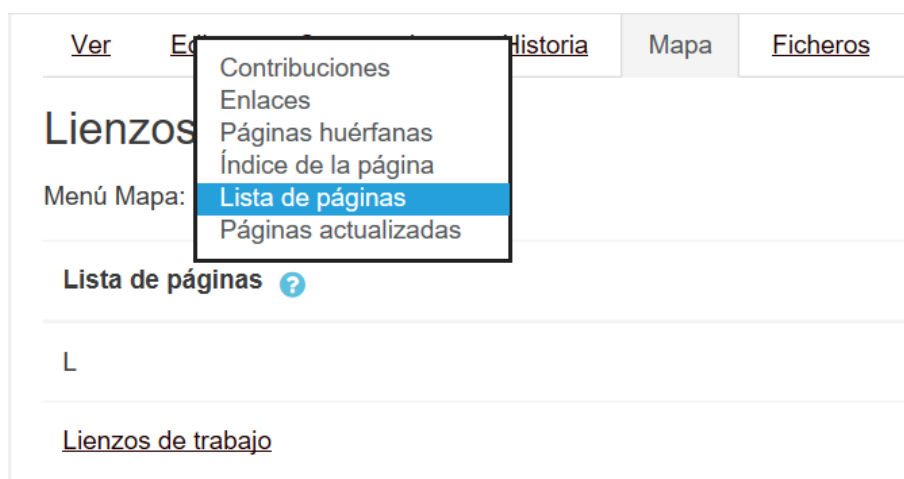 Ver Historia Mapa Ficheros
Contribuciones
Enlaces
Páginas huérfanas
Índice de la página
Lista de páginas
Páginas actualizadas
Lienzos
Menú Mapa:
Lista de páginas ?
L
Lienzos de trabajo